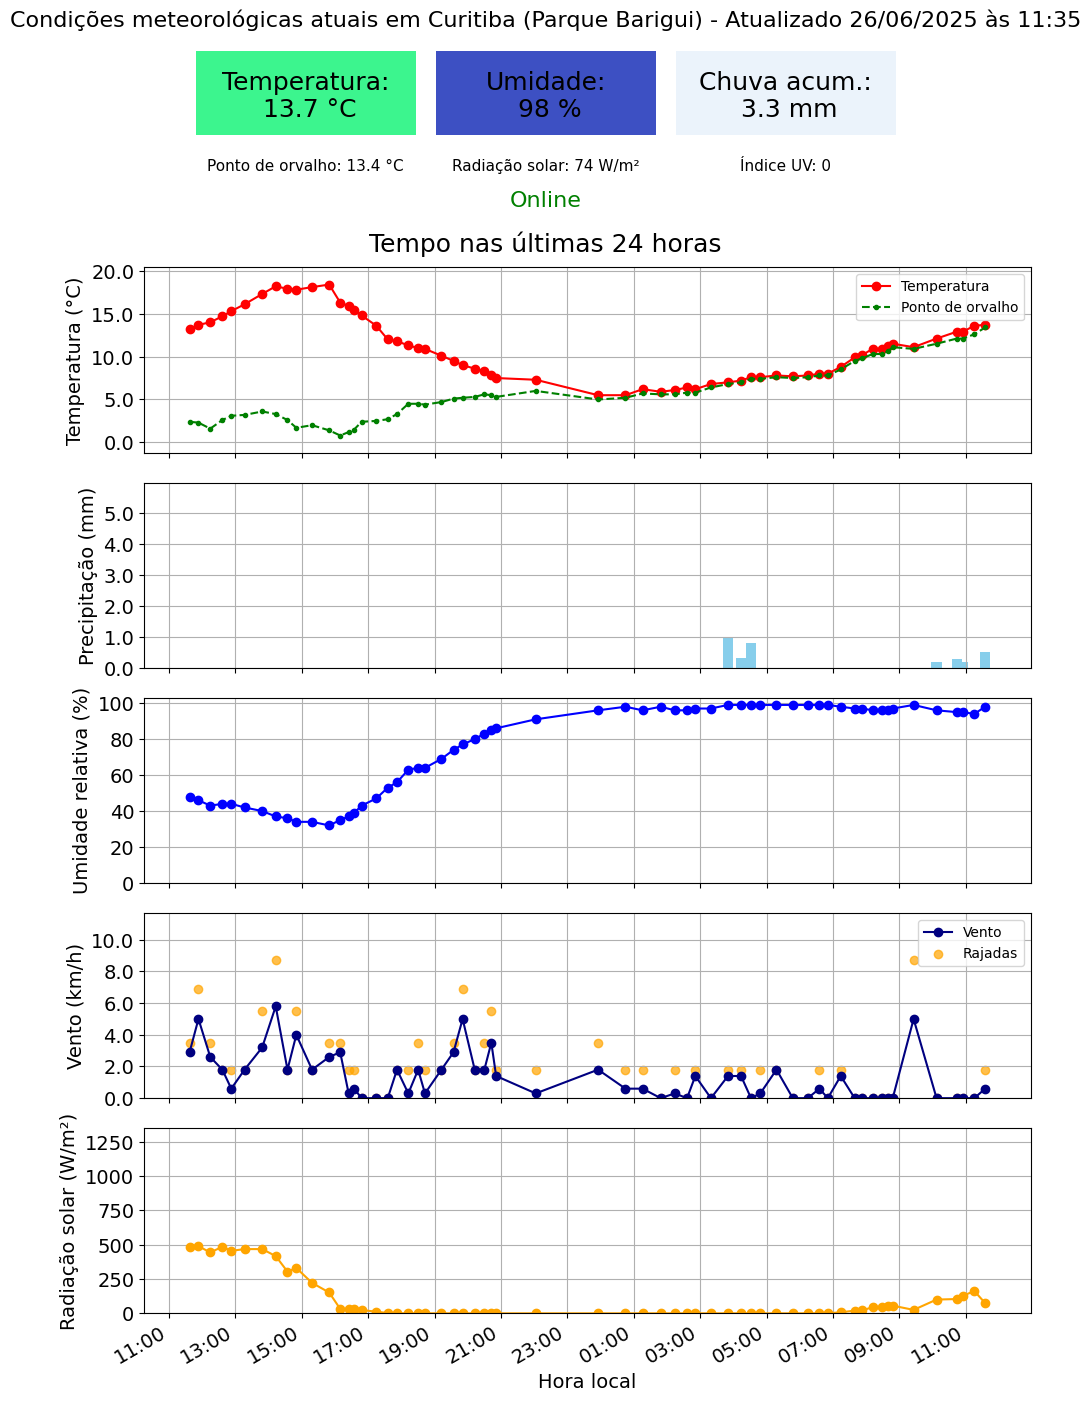 Condições meteorológicas atuais em Curitiba (Parque Barigui) - Atualizado 26/06/2025 às 11:35
Temperatura:
13.7 °C
Umidade:
98 %
Chuva acum.:
3.3 mm
Ponto de orvalho: 13.4 °C
Radiação solar: 74 W/m²
Índice UV: 0
Online
Tempo nas últimas 24 horas
Temperatura (°C)
20.0
15.0
10.0
5.0
0.0
Temperatura
Ponto de orvalho
Precipitação (mm)
5.0
4.0
3.0
2.0
1.0
0.0
Umidade relativa (%)
100
80
60
40
20
0
Vento (km/h)
10.0
8.0
6.0
4.0
2.0
0.0
Vento
Rajadas
Radiação solar (W/m²)
1250
1000
750
500
250
0
11:00
13:00
15:00
17:00
19:00
21:00
23:00
01:00
03:00
05:00
07:00
09:00
11:00
Hora local